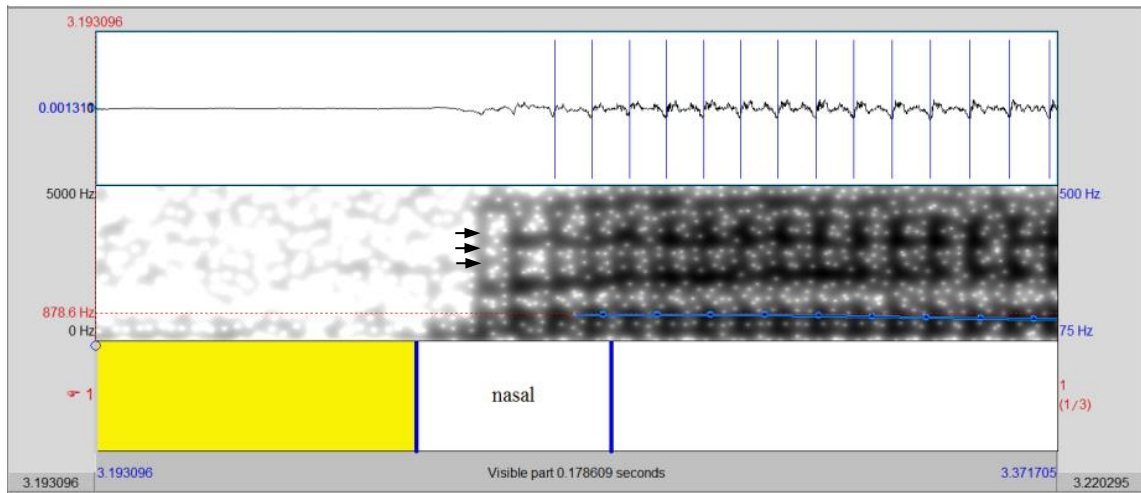 3.193096
0.001311
5000 Hz
500 Hz
878.6 Hz
0 Hz
75 Hz
nasal
☞ 1
1
(1/3)
3.193096
Visible part 0.178609 seconds
3.371705
3.193096
3.220295